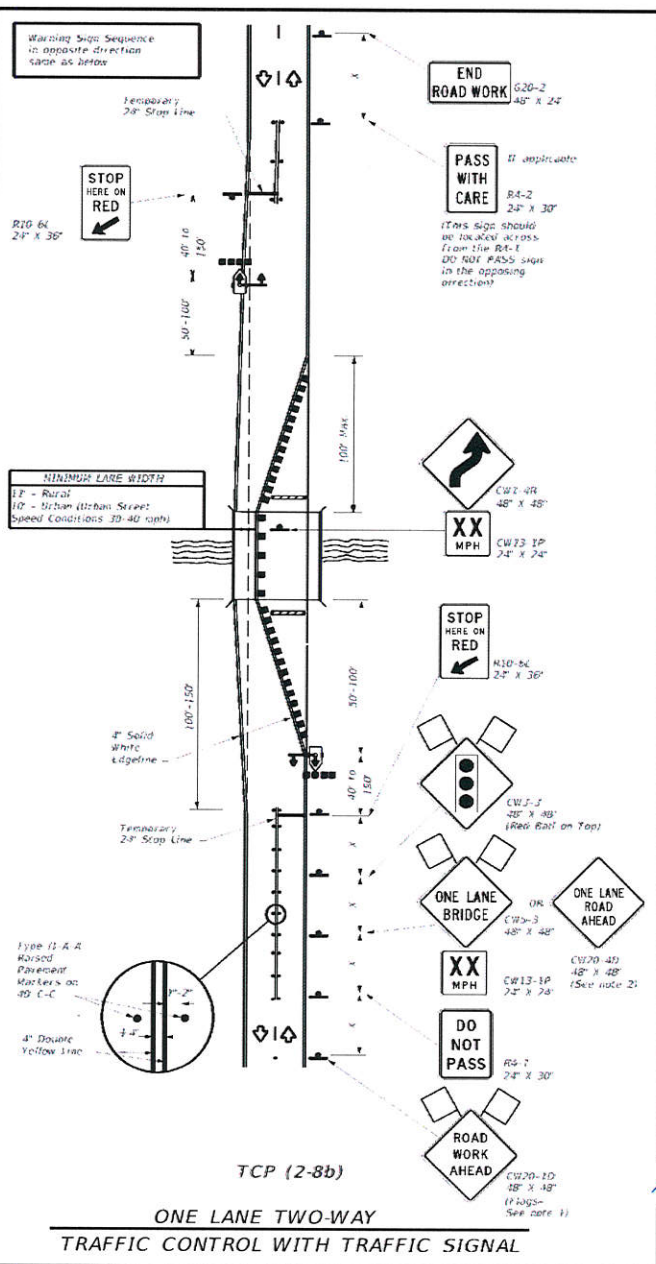 Warning Sign Sequence
in opposite direction
same as below
END
ROAD WORK
G20-2
48" X 24"
Temporary
24" Stop Line
X
PASS
WITH
CARE
If applicable
R4-2
24" X 30"
(This sign should
be located across
from the R4-1
DO NOT PASS sign
in the opposing
direction)
STOP
HERE ON
RED
R10-6L
24" X 36"
40' to
150'
50'-100'
100' Max.
MINIMUM LANE WIDTH
11' - Rural
10' - Urban (Urban Street
Speed Conditions 30-40 mph)
CW1-4R
48" X 48"
XX
MPH
CW13-1P
24" X 24"
STOP
HERE ON
RED
R10-6L
24" X 36"
100'-150'
50'-100'
4" Solid
White
Edgeline
40' to
150'
CW3-3
48" X 48"
(Red Ball on Top)
Temporary
24" Stop Line
X
X
ONE LANE
BRIDGE
CW5-3
48" X 48"
OR
ONE LANE
ROAD
AHEAD
CW20-4D
48" X 48"
(See note 2)
XX
MPH
CW13-1P
24" X 24"
Type II-A-A
Raised
Pavement
Markers on
40' C-C
1"-2"
4"
4" Double
Yellow Line
X
X
DO
NOT
PASS
R4-1
24" X 30"
ROAD
WORK
AHEAD
CW20-1D
48" X 48"
(Flags-
See note 1)
TCP (2-8b)
ONE LANE TWO-WAY
TRAFFIC CONTROL WITH TRAFFIC SIGNAL